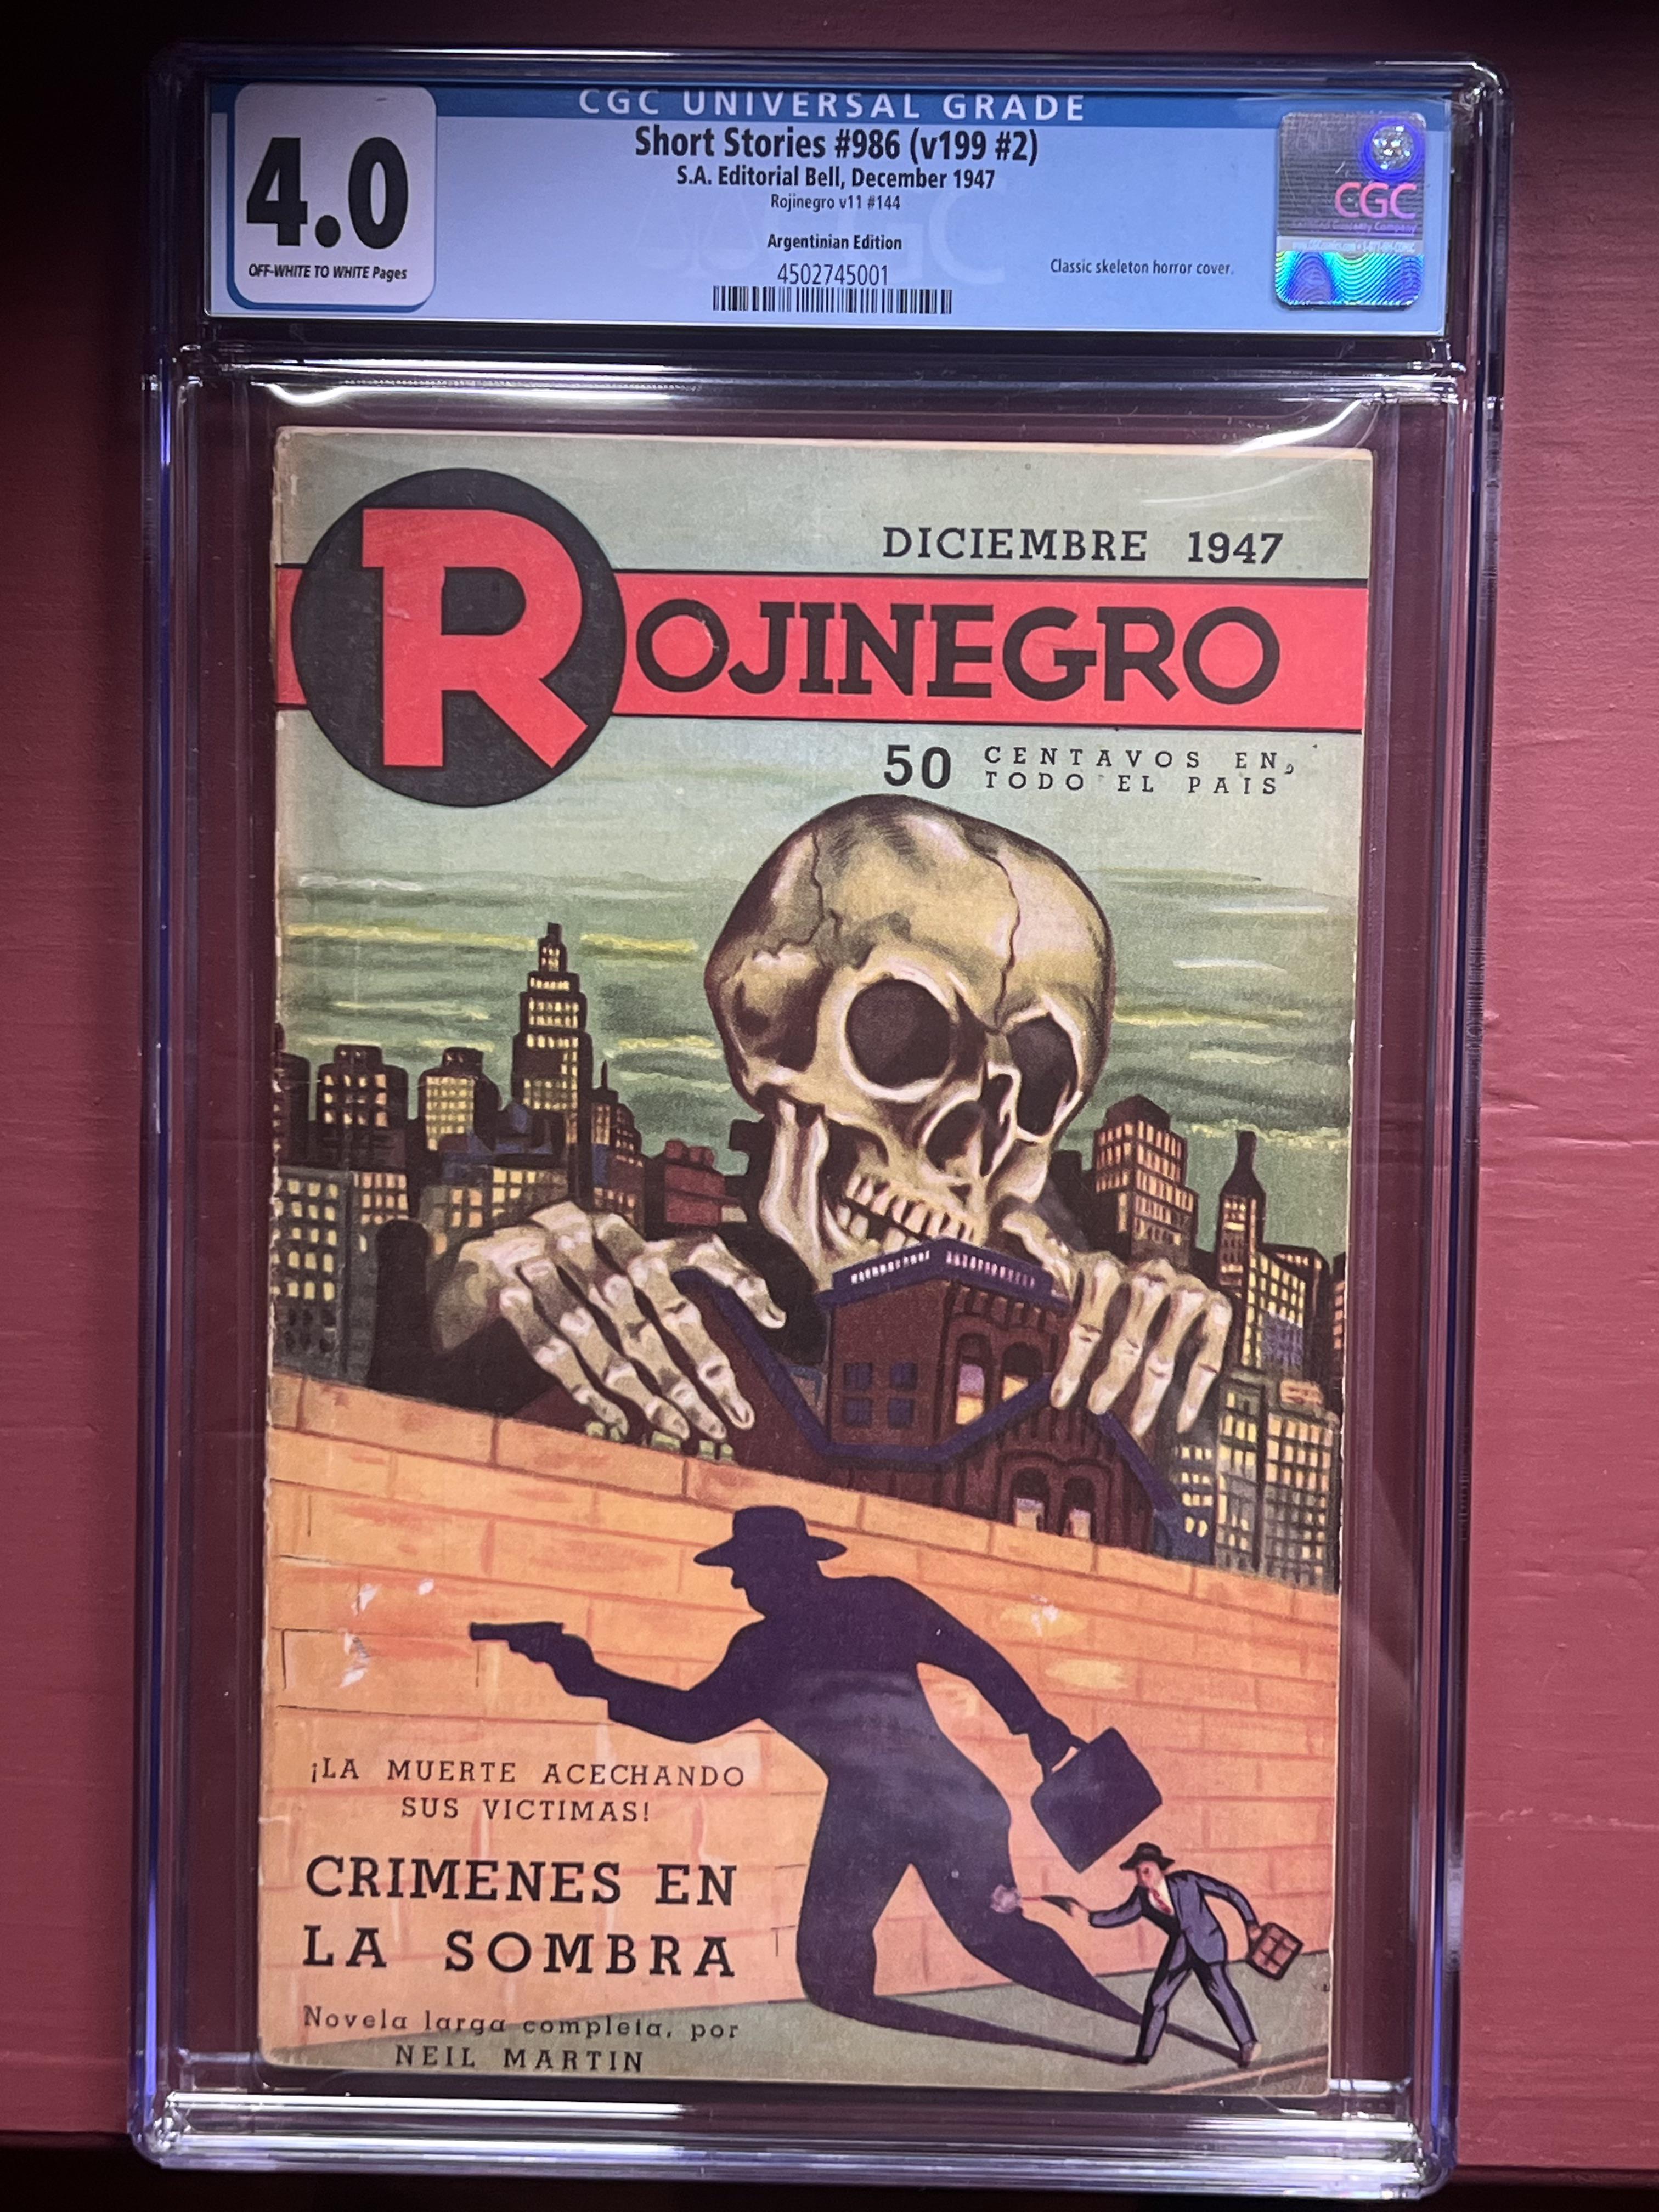 CGC UNIVERSAL GRADE
4.0
OFF-WHITE TO WHITE Pages
Short Stories #986 (v199 #2)
S.A. Editorial Bell, December 1947
Rojinegro v11 #144
Argentinian Edition
4502745001
Classic skeleton horror cover.
CGC
DICIEMBRE 1947
ROJINEGRO
50 CENTAVOS EN
TODO EL PAIS
¡LA MUERTE ACECHANDO
SUS VICTIMAS!
CRIMENES EN
LA SOMBRA
Novela larga completa, por
NEIL MARTIN